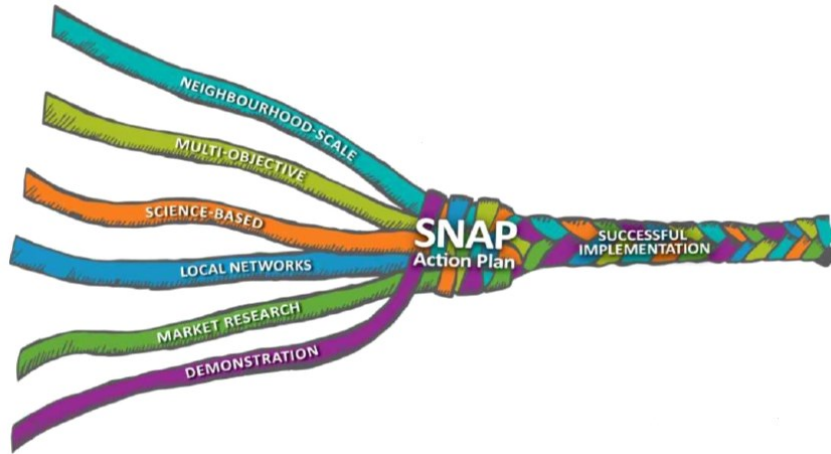 NEIGHBOURHOOD-SCALE
MULTI-OBJECTIVE
SCIENCE-BASED
LOCAL NETWORKS
MARKET RESEARCH
DEMONSTRATION
SNAP
Action Plan
SUCCESSFUL
IMPLEMENTATION